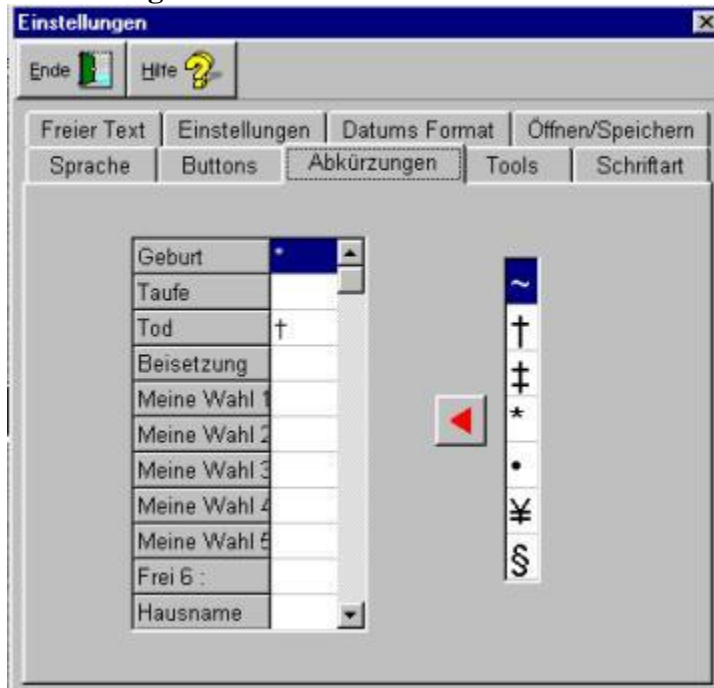 Einstellungen
Ende Hilfe
Freier Text Einstellungen Datums Format Öffnen/Speichern
Sprache Buttons Abkürzungen Tools Schriftart
Geburt *
Taufe
Tod †
Beisetzung
Meine Wahl 1
Meine Wahl 2
Meine Wahl 3
Meine Wahl 4
Meine Wahl 5
Frei 6 :
Hausname
~
†
‡
*
•
¥
§